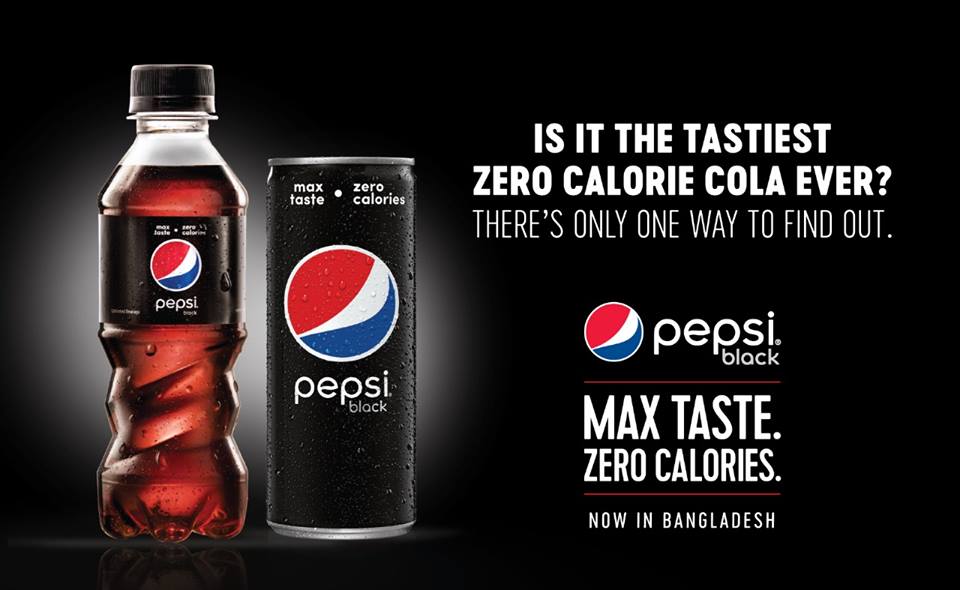 max taste • zero calories
pepsi
black
max taste • zero calories
pepsi
black
IS IT THE TASTIEST
ZERO CALORIE COLA EVER?
THERE'S ONLY ONE WAY TO FIND OUT.
pepsi®
black
MAX TASTE.
ZERO CALORIES.
NOW IN BANGLADESH